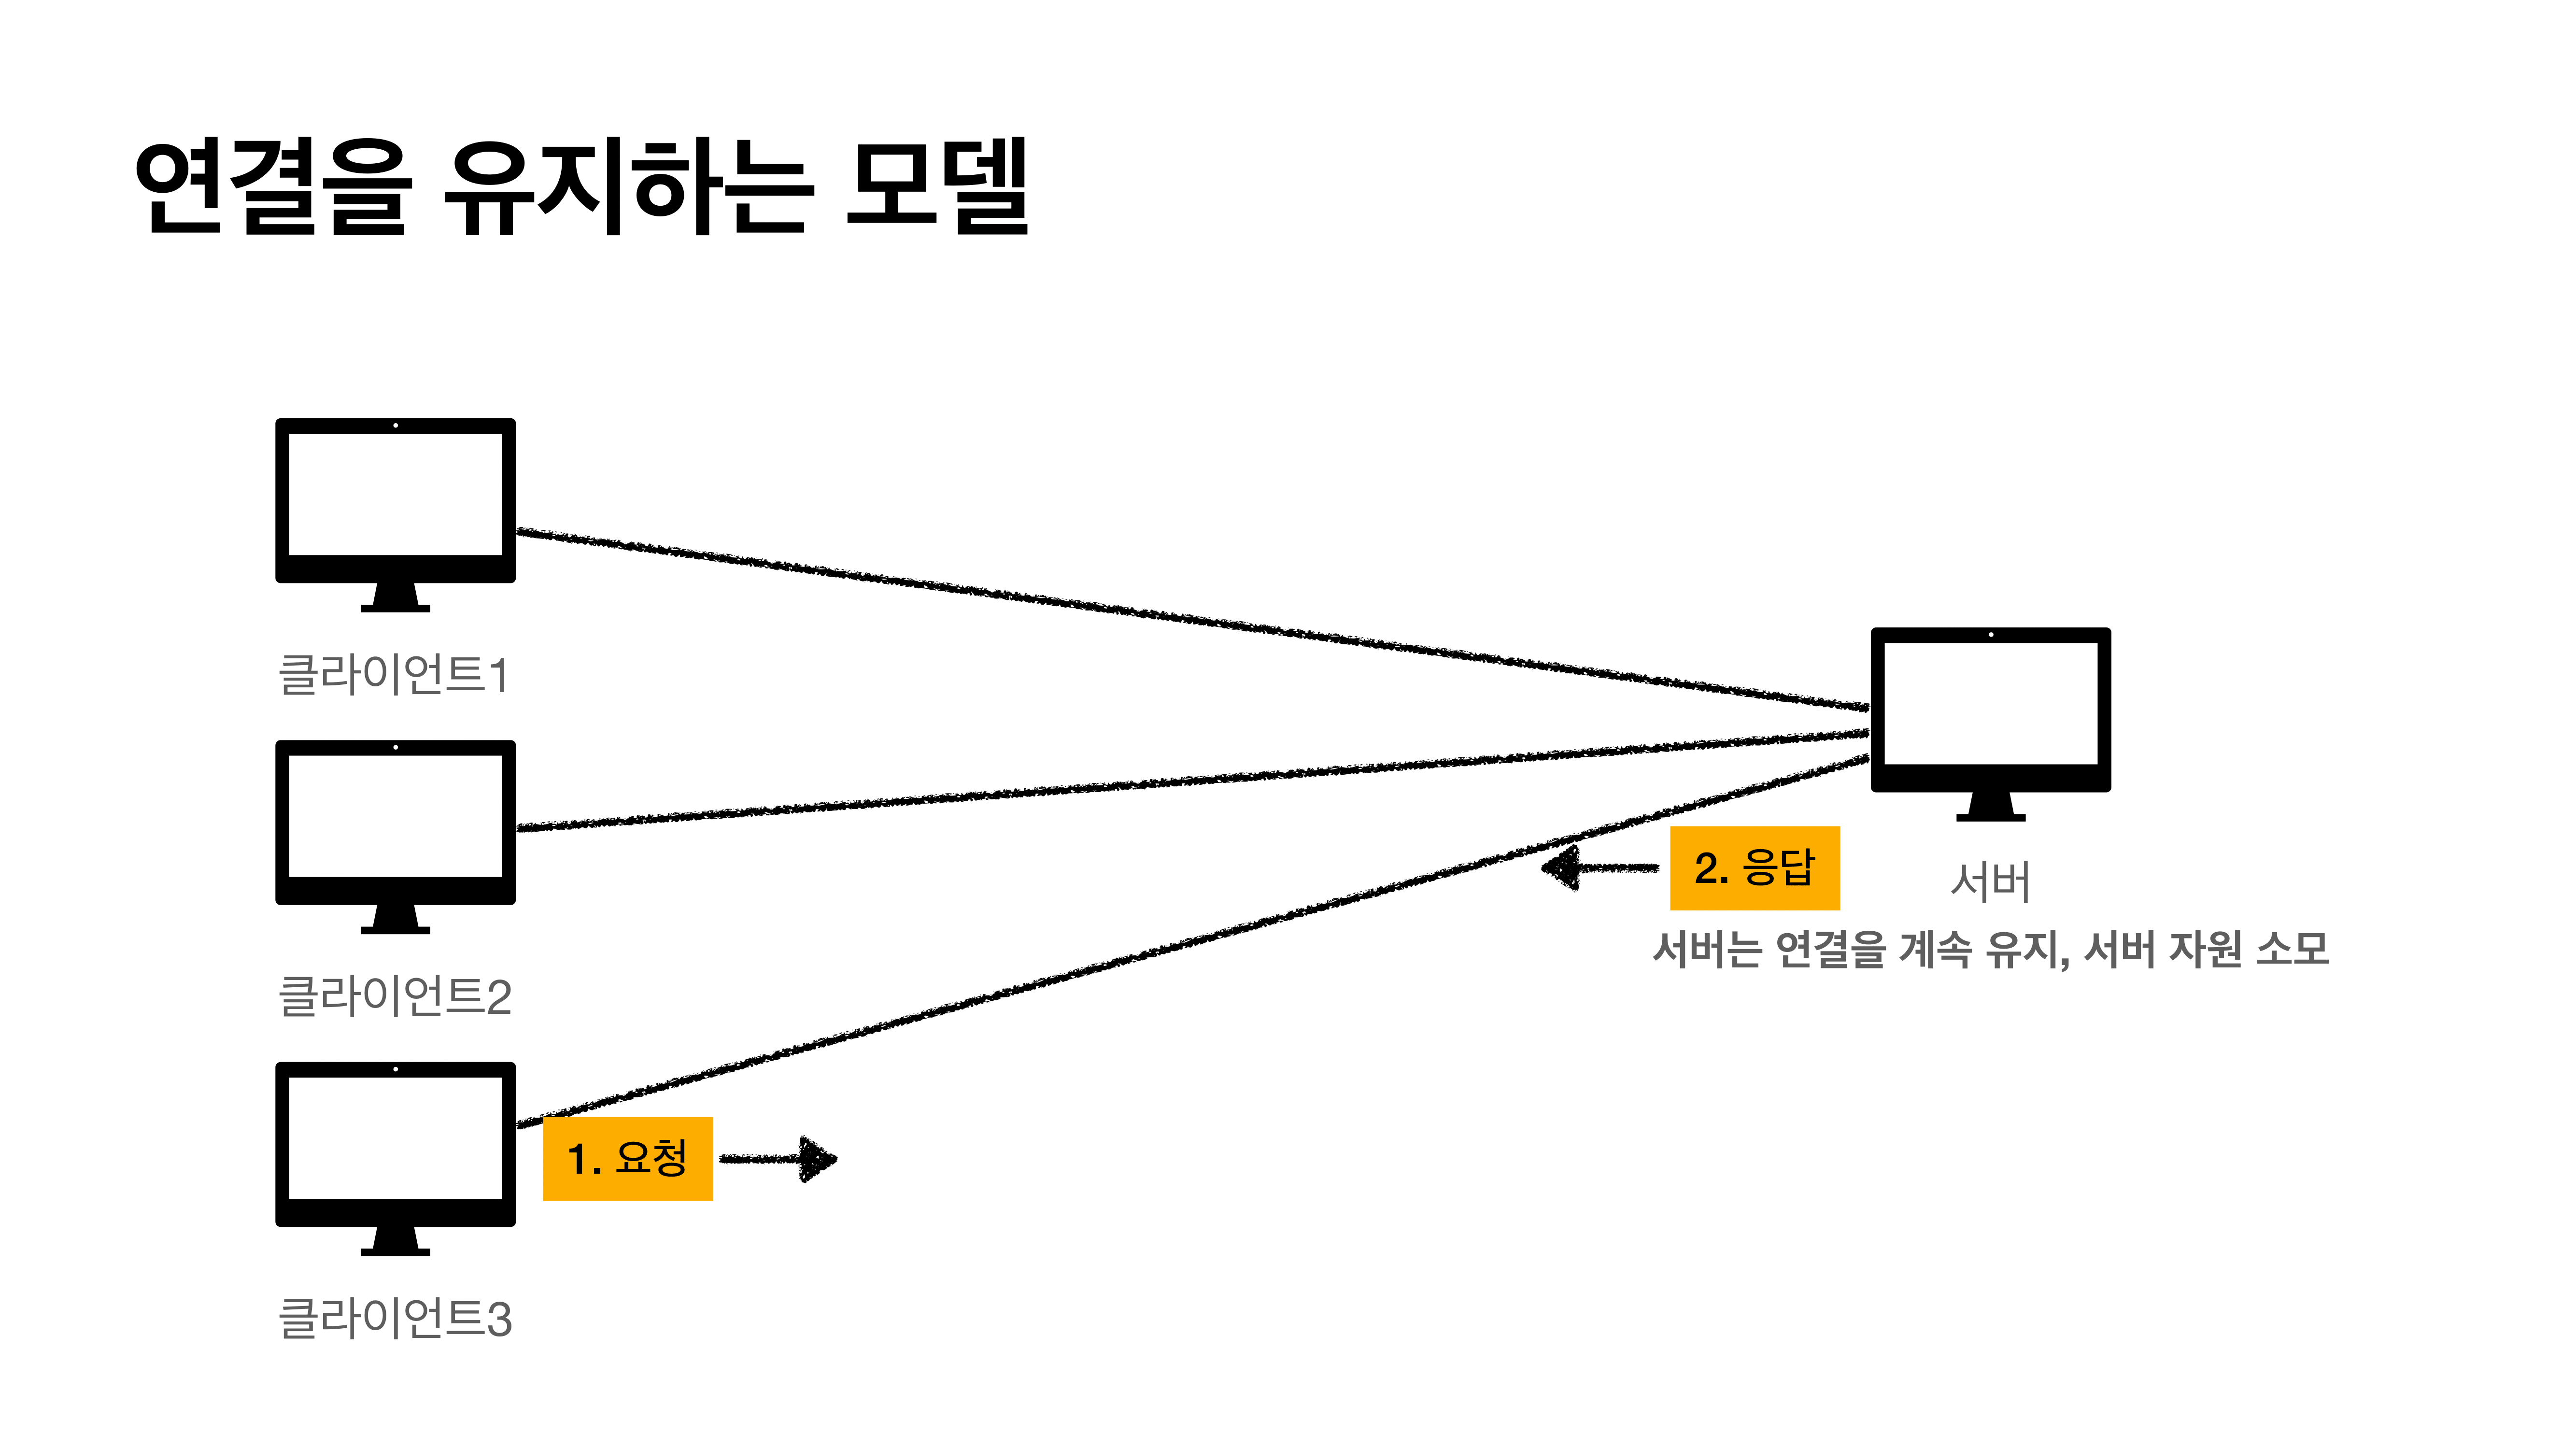 연결을 유지하는 모델
클라이언트1
클라이언트2
2. 응답
서버
서버는 연결을 계속 유지, 서버 자원 소모
1. 요청
클라이언트3